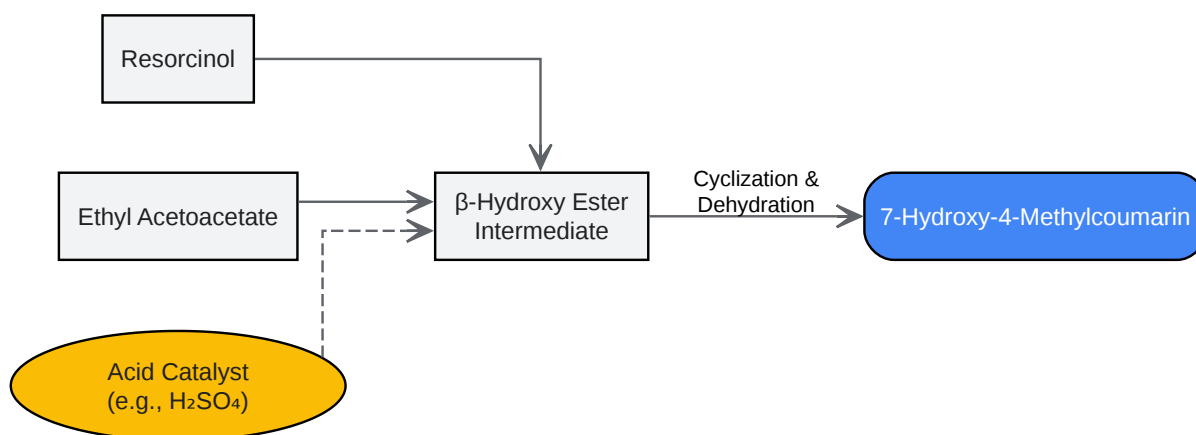 Resorcinol
Ethyl Acetoacetate
Acid Catalyst
(e.g., H₂SO₄)
β-Hydroxy Ester
Intermediate
Cyclization &
Dehydration
7-Hydroxy-4-Methylcoumarin